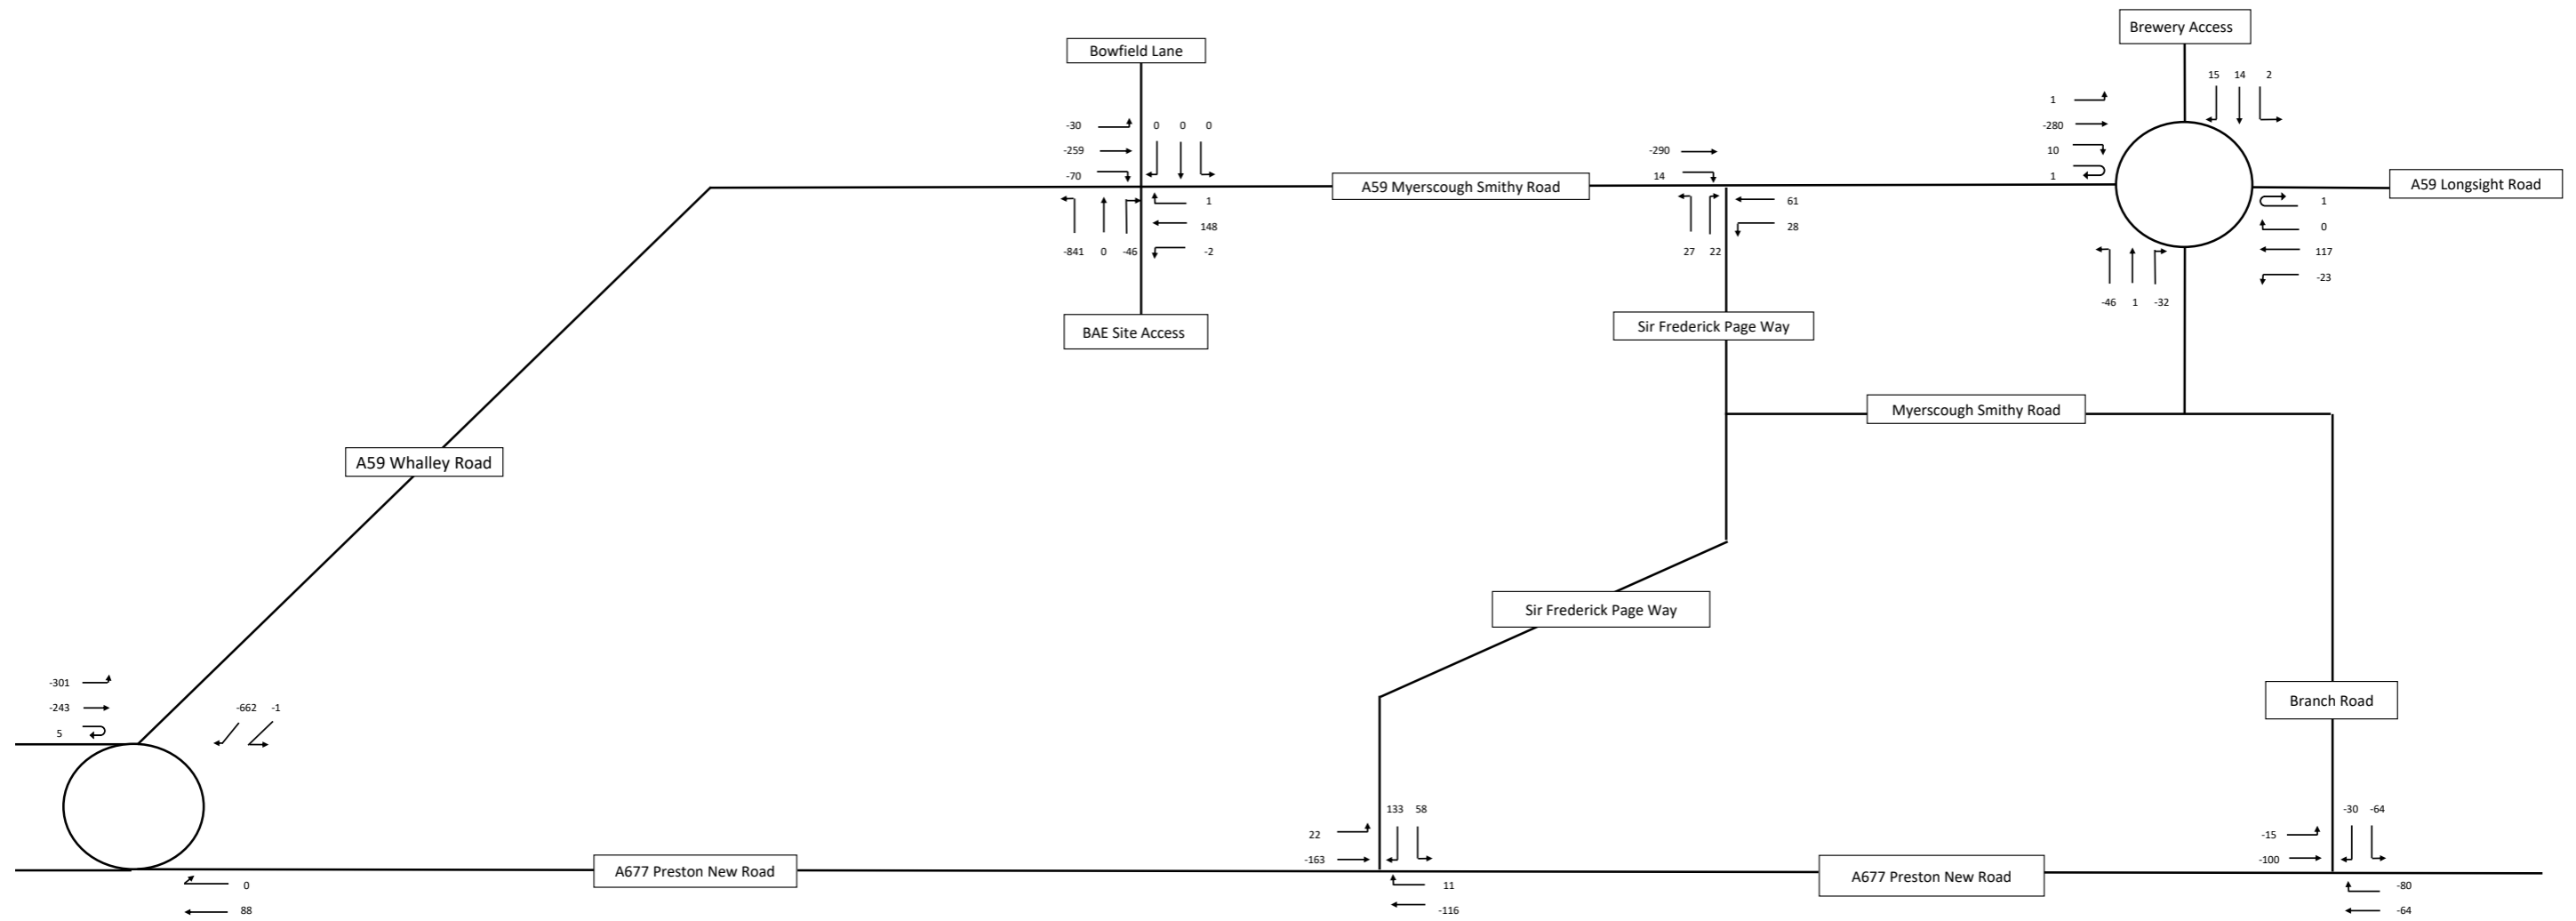 Brewery Access
Bowfield Lane
15 14 2
1
-280
10
1
-30 0 0 0
-259
-70
-290
14
A59 Myerscough Smithy Road
A59 Longsight Road
1
148
-2
-841 0 -46
61
28
27 22
1
0
117
-23
-46 1 -32
BAE Site Access
Sir Frederick Page Way
Myerscough Smithy Road
A59 Whalley Road
Sir Frederick Page Way
-301
-243
5
-662 -1
Branch Road
133 58
22
-163
-30 -64
-15
-100
A677 Preston New Road
A677 Preston New Road
0
88
11
-116
-80
-64